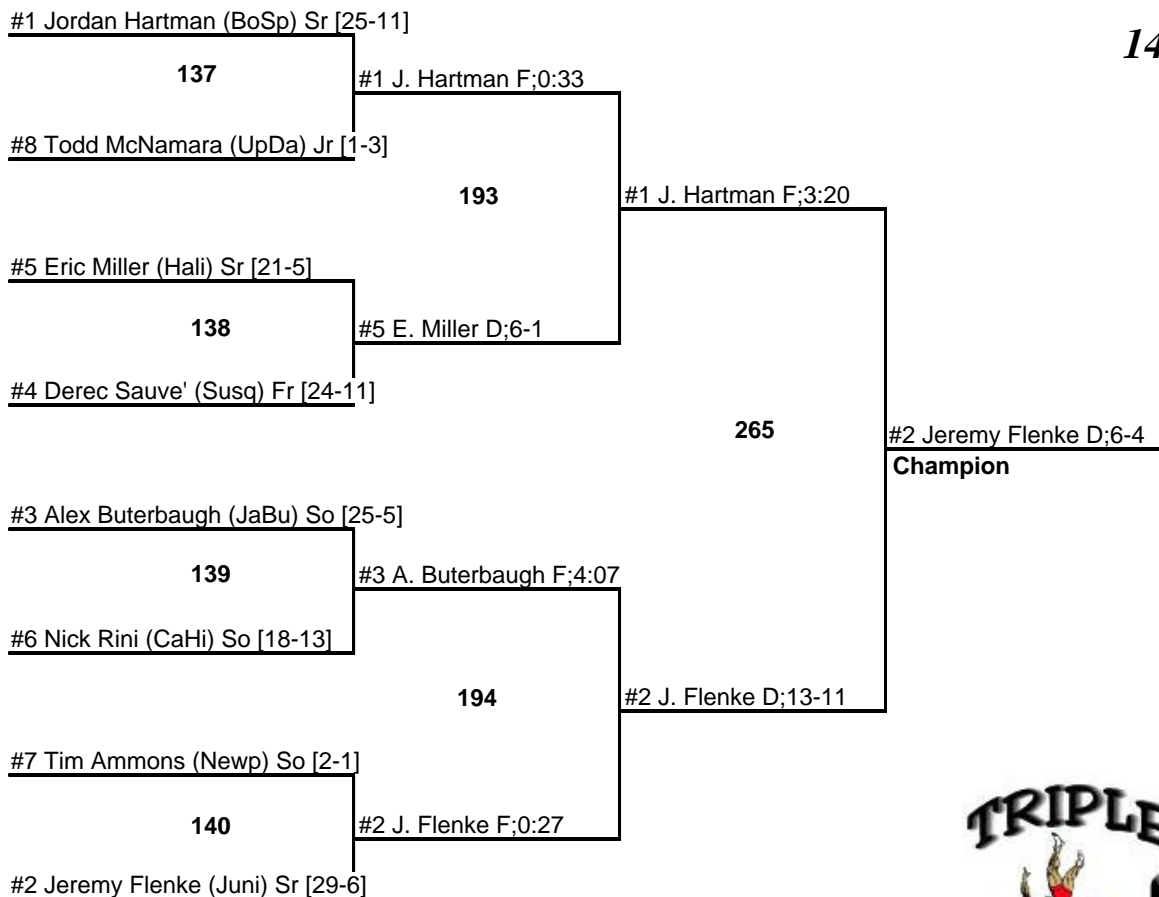 #1 Jordan Hartman (BoSp) Sr [25-11]
14
137
#1 J. Hartman F;0:33
#8 Todd McNamara (UpDa) Jr [1-3]
193
#1 J. Hartman F;3:20
#5 Eric Miller (Hali) Sr [21-5]
138
#5 E. Miller D;6-1
#4 Derec Sauve' (Susq) Fr [24-11]
265
#2 Jeremy Flenke D;6-4
Champion
#3 Alex Buterbaugh (JaBu) So [25-5]
139
#3 A. Buterbaugh F;4:07
#6 Nick Rini (CaHi) So [18-13]
194
#2 J. Flenke D;13-11
#7 Tim Ammons (Newp) So [2-1]
140
#2 J. Flenke F;0:27
#2 Jeremy Flenke (Juni) Sr [29-6]
TRIPLE